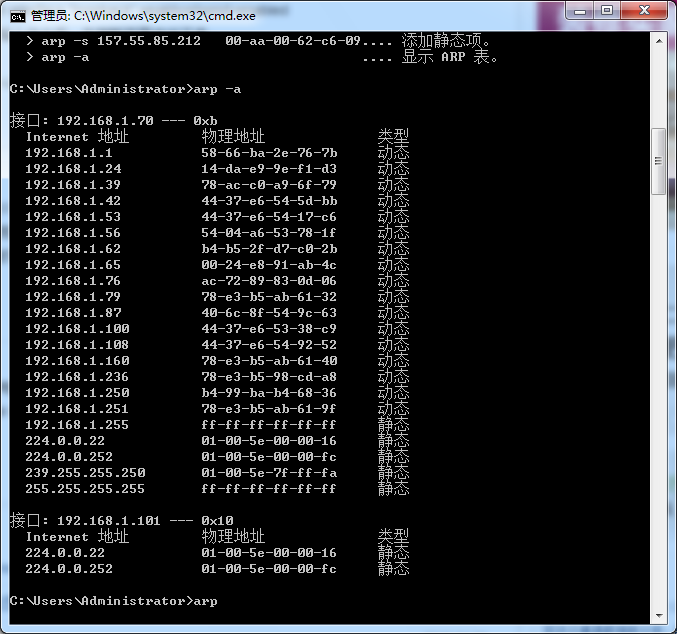 管理员: C:\Windows\system32\cmd.exe
> arp -s 157.55.85.212 00-aa-00-62-c6-09.... 添加静态项。
> arp -a .... 显示 ARP 表。
C:\Users\Administrator>arp -a
接口: 192.168.1.70 --- 0xb
Internet 地址 物理地址 类型
192.168.1.1 58-66-ba-2e-76-7b 动态
192.168.1.24 14-da-e9-9e-f1-d3 动态
192.168.1.39 78-ac-c0-a9-6f-79 动态
192.168.1.42 44-37-e6-54-5d-bb 动态
192.168.1.53 44-37-e6-54-17-c6 动态
192.168.1.56 54-04-a6-53-78-1f 动态
192.168.1.62 b4-b5-2f-d7-c0-2b 动态
192.168.1.65 00-24-e8-91-ab-4c 动态
192.168.1.76 ac-72-89-83-0d-06 动态
192.168.1.79 78-e3-b5-ab-61-32 动态
192.168.1.87 40-6c-8f-54-9c-63 动态
192.168.1.100 44-37-e6-53-38-c9 动态
192.168.1.108 44-37-e6-54-92-52 动态
192.168.1.160 78-e3-b5-ab-61-40 动态
192.168.1.236 78-e3-b5-98-cd-a8 动态
192.168.1.250 b4-99-ba-b4-68-36 动态
192.168.1.251 78-e3-b5-ab-61-9f 动态
192.168.1.255 ff-ff-ff-ff-ff-ff 静态
224.0.0.22 01-00-5e-00-00-16 静态
224.0.0.252 01-00-5e-00-00-fc 静态
239.255.255.250 01-00-5e-7f-ff-fa 静态
255.255.255.255 ff-ff-ff-ff-ff-ff 静态
接口: 192.168.1.101 --- 0x10
Internet 地址 物理地址 类型
224.0.0.22 01-00-5e-00-00-16 静态
224.0.0.252 01-00-5e-00-00-fc 静态
C:\Users\Administrator>arp